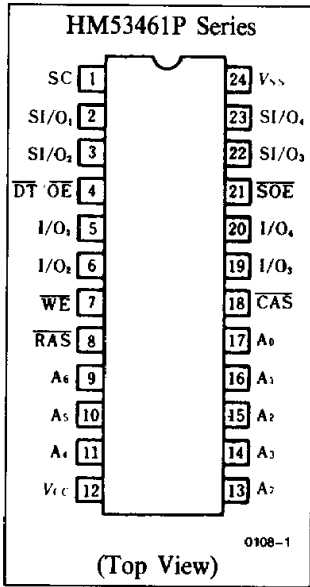 HM53461P Series
SC 1 24 VSS
SI/O1 2 23 SI/O4
SI/O2 3 22 SI/O3
DT OE 4 21 SOE
I/O1 5 20 I/O4
I/O2 6 19 I/O3
WE 7 18 CAS
RAS 8 17 A0
A6 9 16 A1
A5 10 15 A2
A4 11 14 A3
VCC 12 13 A7
0108-1
(Top View)